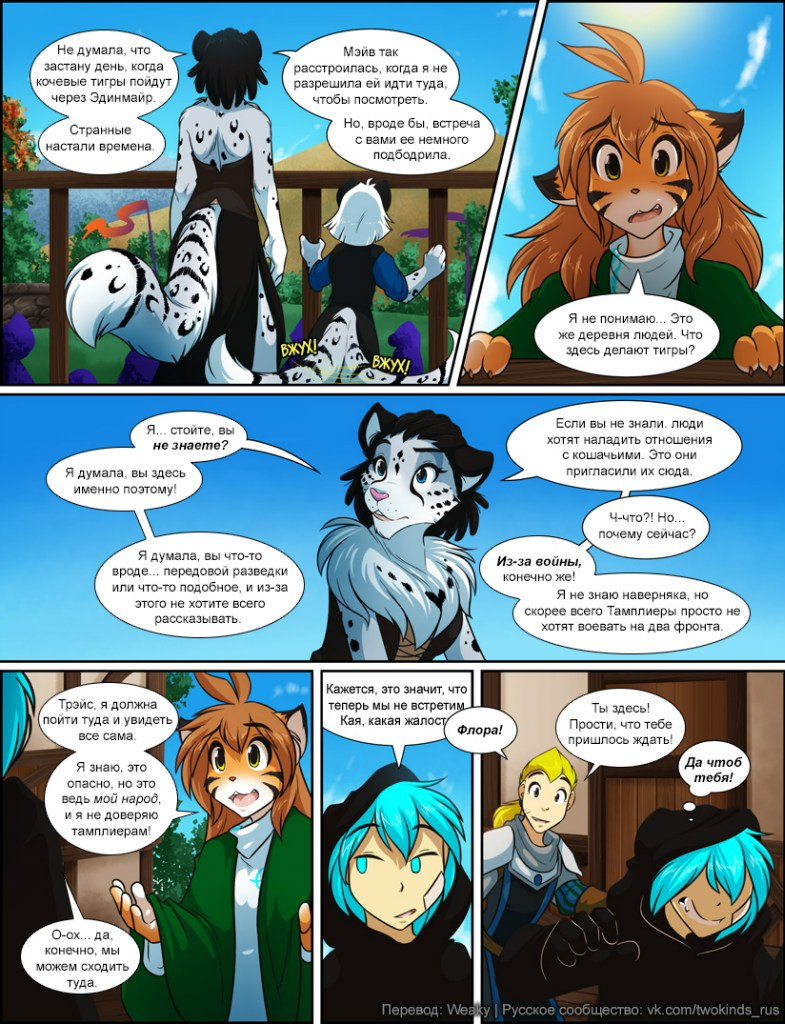 Не думала, что
застану день, когда
кочевые тигры пойдут
через Эдинмайр.
Странные
настали времена.
Мэйв так
расстроилась, когда я не
разрешила ей идти туда,
чтобы посмотреть.
Но, вроде бы, встреча
с вами ее немного
подбодрила.
ВЖУХ!
ВЖУХ!
Я не понимаю... Это
же деревня людей. Что
здесь делают тигры?
Я... стойте, вы
не знаете?
Я думала, вы здесь
именно поэтому!
Я думала, вы что-то
вроде... передовой разведки
или что-то подобное, и из-за
этого не хотите всего
рассказывать.
Если вы не знали. люди
хотят наладить отношения
с кошачьими. Это они
пригласили их сюда.
Ч-что?! Но...
почему сейчас?
Из-за войны,
конечно же!
Я не знаю наверняка, но
скорее всего Тамплиеры просто не
хотят воевать на два фронта.
Трэйс, я должна
пойти туда и увидеть
все сама.
Я знаю, это
опасно, но это
ведь мой народ,
и я не доверяю
тамплиерам!
О-ох... да,
конечно, мы
можем сходить
туда.
Кажется, это значит, что
теперь мы не встретим
Кая, какая жалост
Флора!
Ты здесь!
Прости, что тебе
пришлось ждать!
Да чтоб
тебя!
Перевод: Weaky | Русское сообщество: vk.com/twokinds_rus